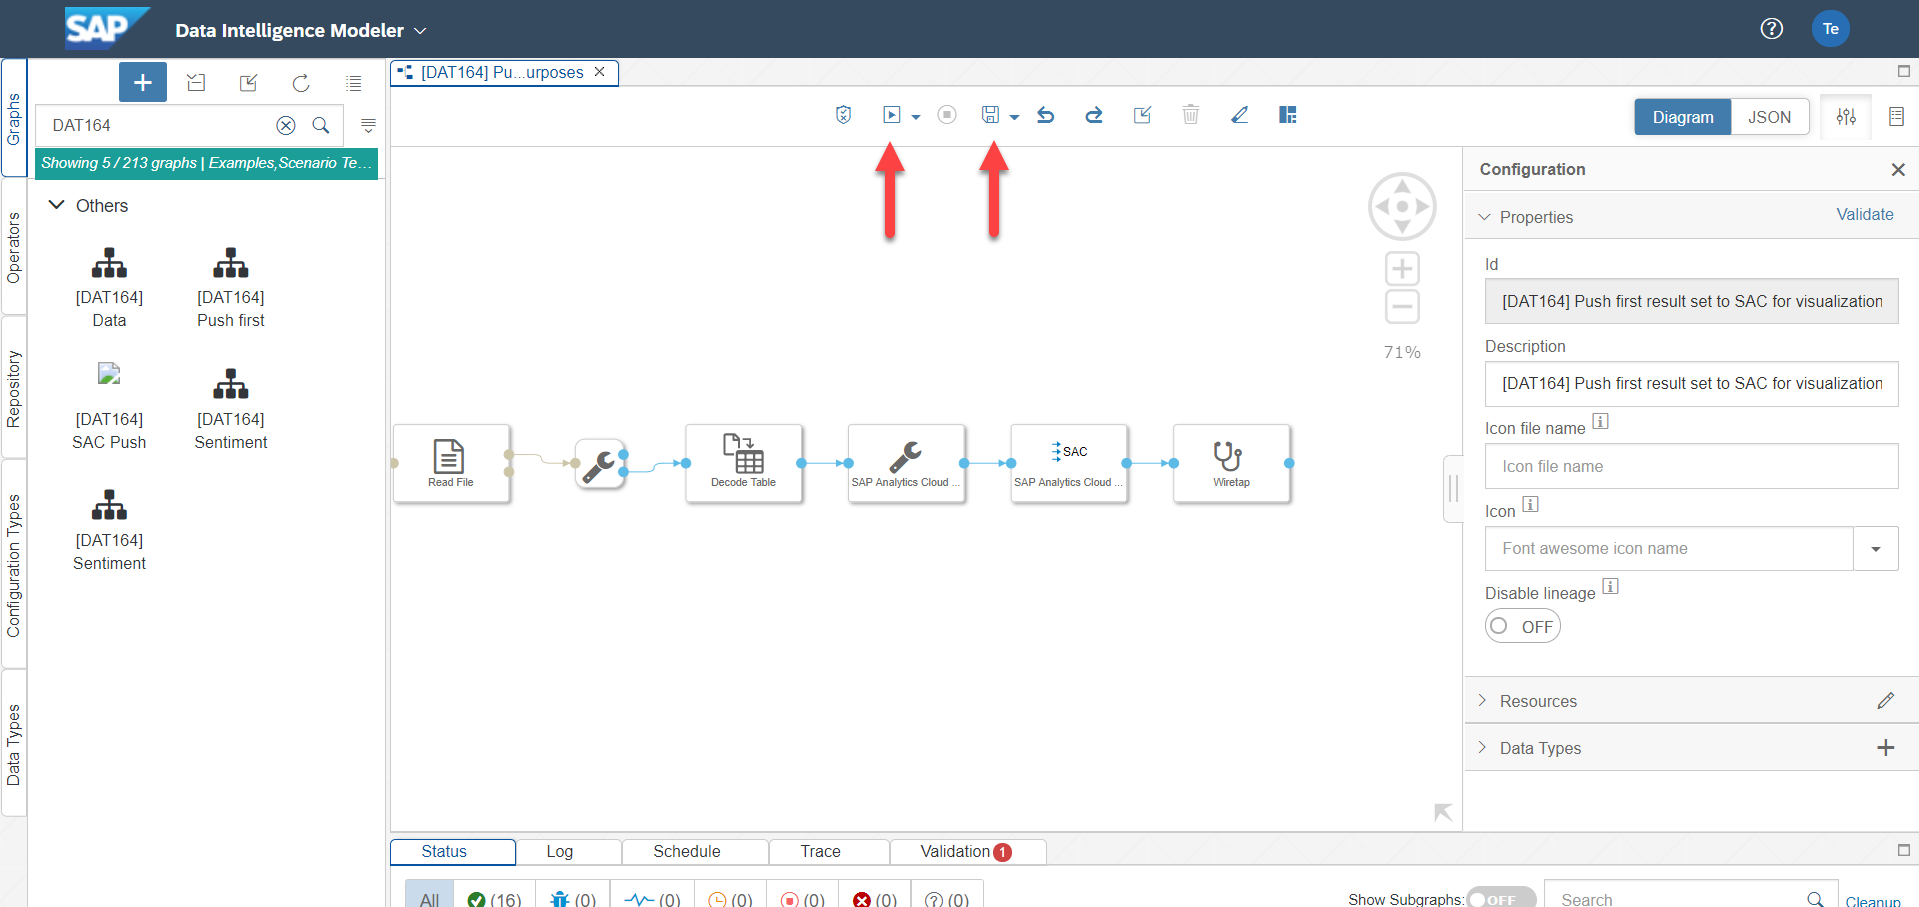 SAP
Data Intelligence Modeler
Te
Graphs
Operators
Repository
Configuration Types
Data Types
DAT164
Showing 5 / 213 graphs | Examples,Scenario Te...
Others
[DAT164]
Data
[DAT164]
Push first
[DAT164]
SAC Push
[DAT164]
Sentiment
[DAT164]
Sentiment
[DAT164] Pu...urposes
Diagram
JSON
71%
Read File
Decode Table
SAP Analytics Cloud ...
SAC
SAP Analytics Cloud ...
Wiretap
Configuration
Properties
Validate
Id
[DAT164] Push first result set to SAC for visualization
Description
[DAT164] Push first result set to SAC for visualization
Icon file name
Icon file name
Icon
Font awesome icon name
Disable lineage
OFF
Resources
Data Types
Status
Log
Schedule
Trace
Validation 1
All
(16)
(0)
(0)
(0)
(0)
(0)
(0)
Show Subgraphs:
OFF
Search
Cleanup